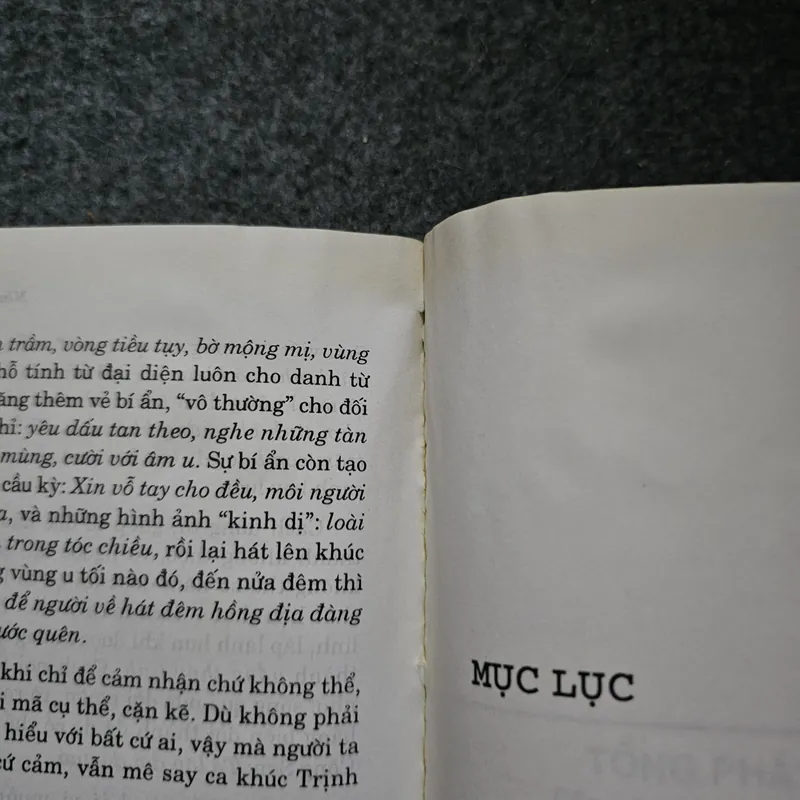 trầm, vòng tiều tụy, bờ mộng mị, vùng
hỗ tính từ đại diện luôn cho danh từ
ăng thêm vẻ bí ẩn, “vô thường” cho đối
hỉ: yêu dấu tan theo, nghe những tàn
mùng, cười với âm u. Sự bí ẩn còn tạo
cầu kỳ: Xin vỗ tay cho đều, môi người
a, và những hình ảnh “kinh dị”: loài
trong tóc chiều, rồi lại hát lên khúc
g vùng u tối nào đó, đến nửa đêm thì
để người về hát đêm hồng địa đàng
ước quên.
khi chỉ để cảm nhận chứ không thể,
i mã cụ thể, cặn kẽ. Dù không phải
hiểu với bất cứ ai, vậy mà người ta
cứ cảm, vẫn mê say ca khúc Trịnh
MỤC LỤC